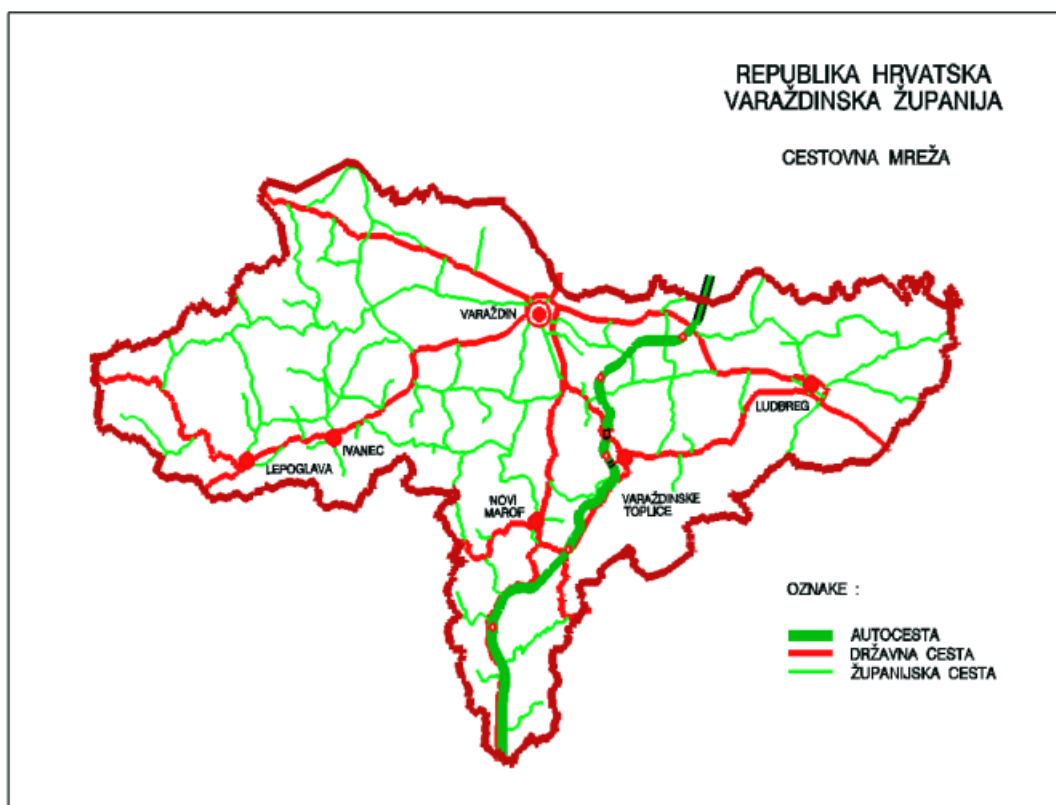 REPUBLIKA HRVATSKA
VARAŽDINSKA ŽUPANIJA
CESTOVNA MREŽA
VARAŽDIN
LUDBREG
IVANEC
LEPOGLAVA
NOVI
MAROF
VARAŽDINSKE
TOPLICE
OZNAKE :
AUTOCESTA
DRŽAVNA CESTA
ŽUPANIJSKA CESTA